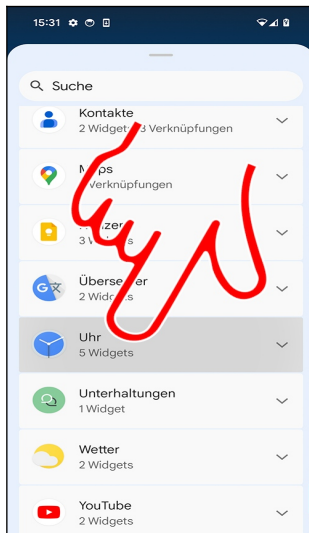 15:31
Suche
Kontakte
2 Widgets, 3 Verknüpfungen
Maps
Verknüpfungen
3
Übersetzer
2 Widgets
Uhr
5 Widgets
Unterhaltungen
1 Widget
Wetter
2 Widgets
YouTube
2 Widgets